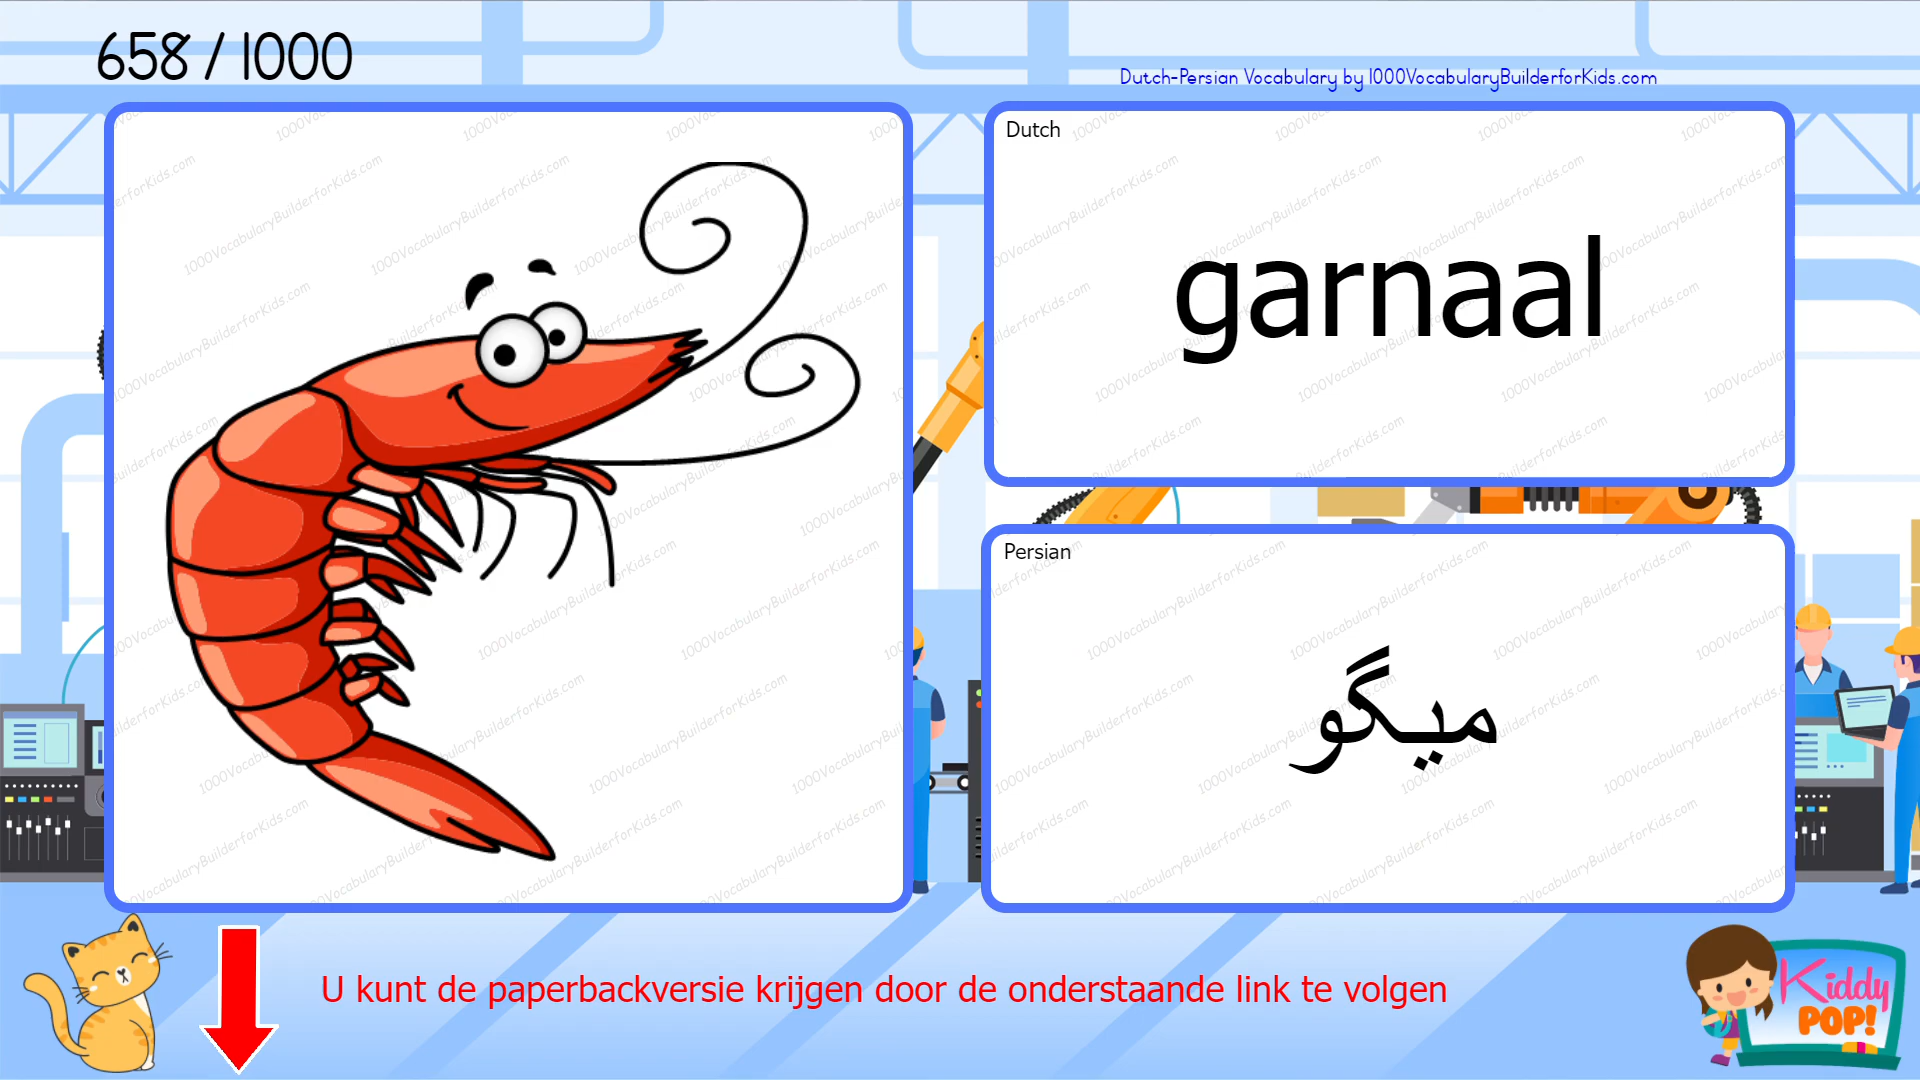 658 / 1000
Dutch-Persian Vocabulary by 1000VocabularyBuilderforKids.com
Dutch
garnaal
Persian
میگو
U kunt de paperbackversie krijgen door de onderstaande link te volgen
Kiddy
POP!